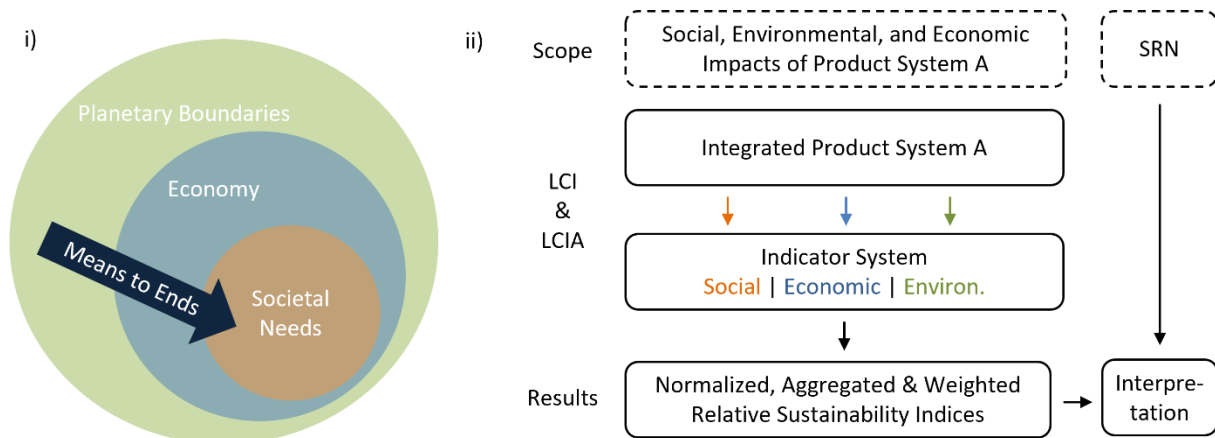 i)
Planetary Boundaries
Economy
Means to Ends
Societal
Needs
ii)
Scope
Social, Environmental, and Economic
Impacts of Product System A
SRN
Integrated Product System A
LCI
&
LCIA
Indicator System
Social | Economic | Environ.
Results
Normalized, Aggregated & Weighted
Relative Sustainability Indices
Interpre-
tation